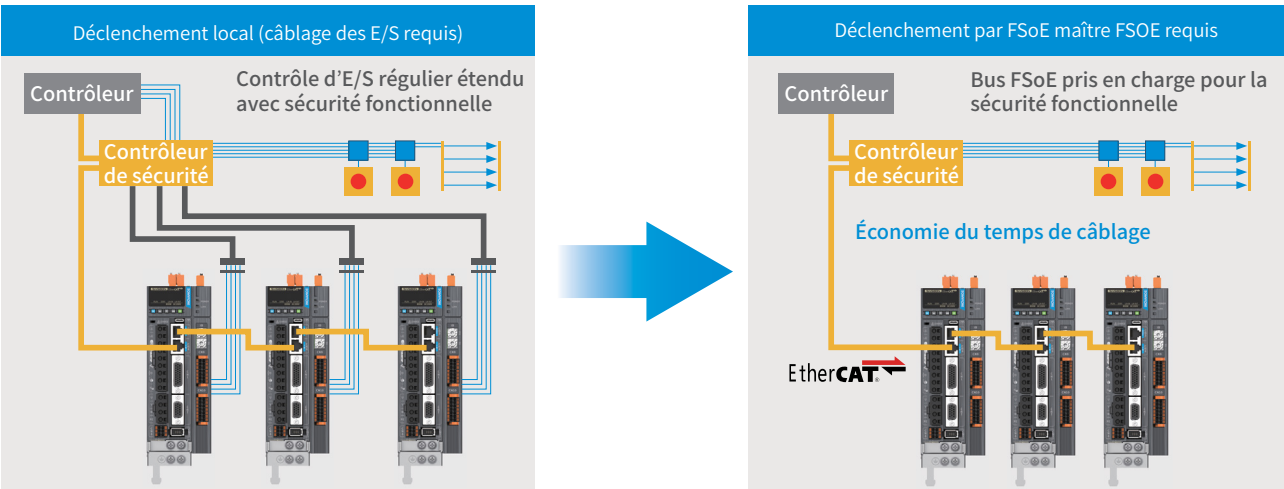 Déclenchement local (câblage des E/S requis)
Contrôleur
Contrôle d’E/S régulier étendu
avec sécurité fonctionnelle
Contrôleur
de sécurité
Déclenchement par FSoE maître FSOE requis
Contrôleur
Bus FSoE pris en charge pour la
sécurité fonctionnelle
Contrôleur
de sécurité
Économie du temps de câblage
EtherCAT®